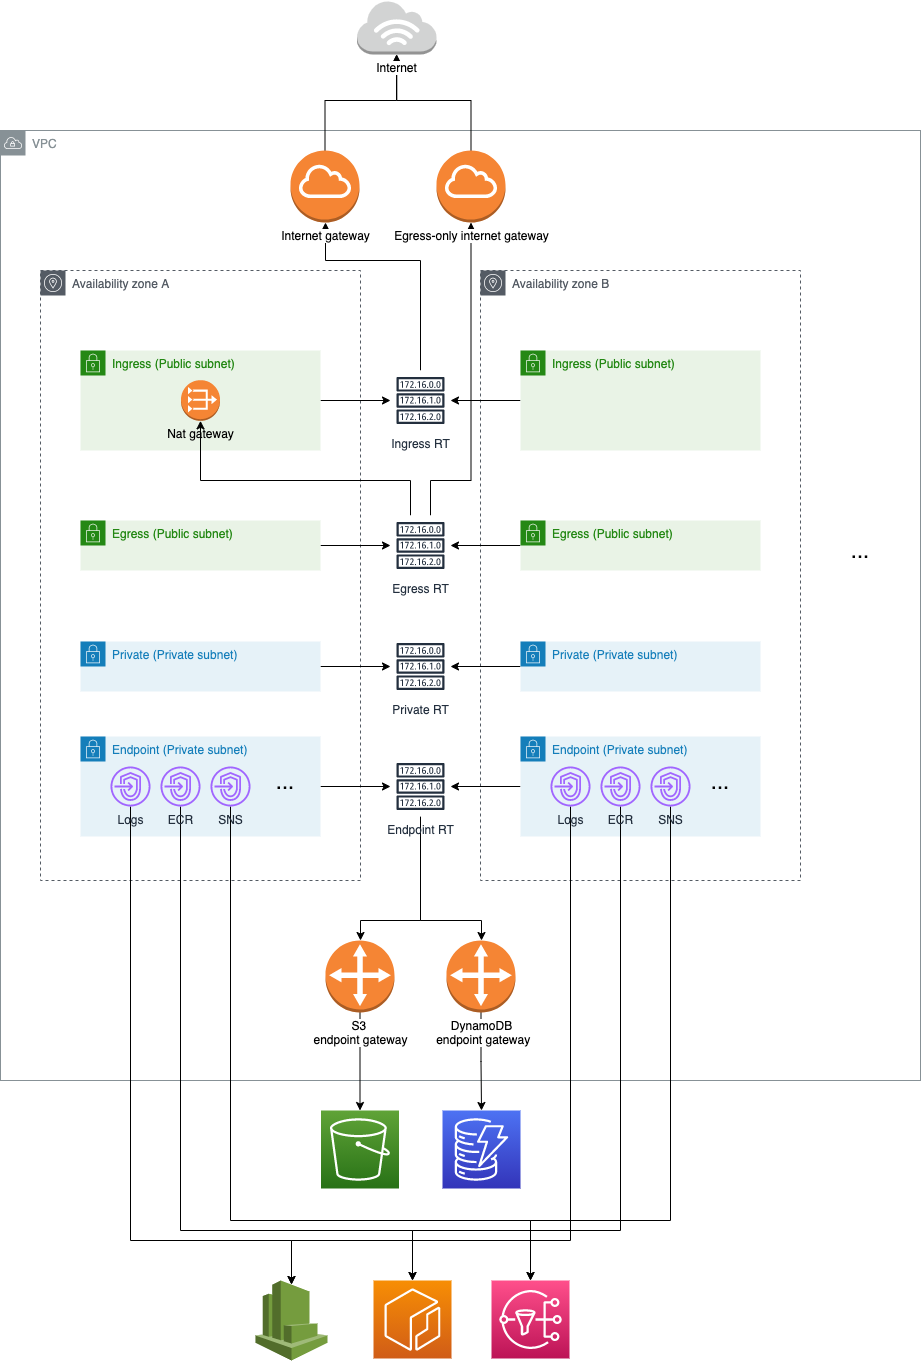 Internet
VPC
Internet gateway
Egress-only internet gateway
Availability zone A
Availability zone B
Ingress (Public subnet)
Nat gateway
172.16.0.0
172.16.1.0
172.16.2.0
Ingress RT
Ingress (Public subnet)
Egress (Public subnet)
172.16.0.0
172.16.1.0
172.16.2.0
Egress RT
Egress (Public subnet)
...
Private (Private subnet)
172.16.0.0
172.16.1.0
172.16.2.0
Private RT
Private (Private subnet)
Endpoint (Private subnet)
Logs
ECR
SNS
...
172.16.0.0
172.16.1.0
172.16.2.0
Endpoint RT
Endpoint (Private subnet)
Logs
ECR
SNS
...
S3
endpoint gateway
DynamoDB
endpoint gateway